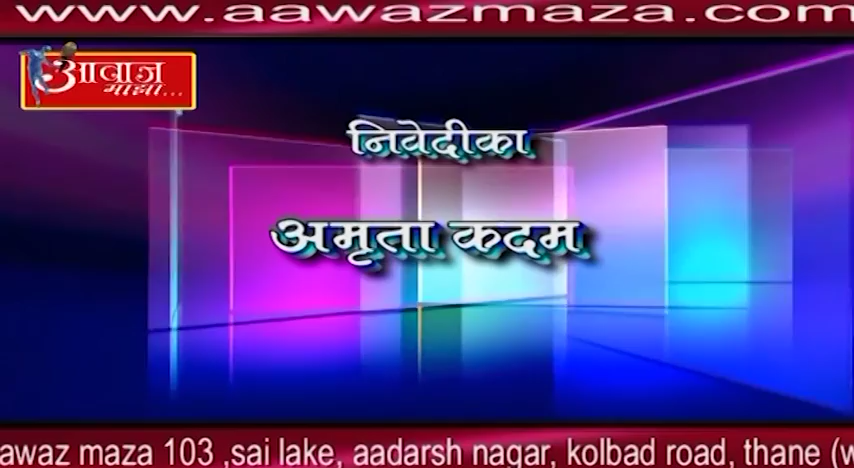 www.aawazmaza.com
आवाज
माझा...
निवेदीका
अमृता कदम
awaz maza 103 ,sai lake, aadarsh nagar, kolbad road, thane (w